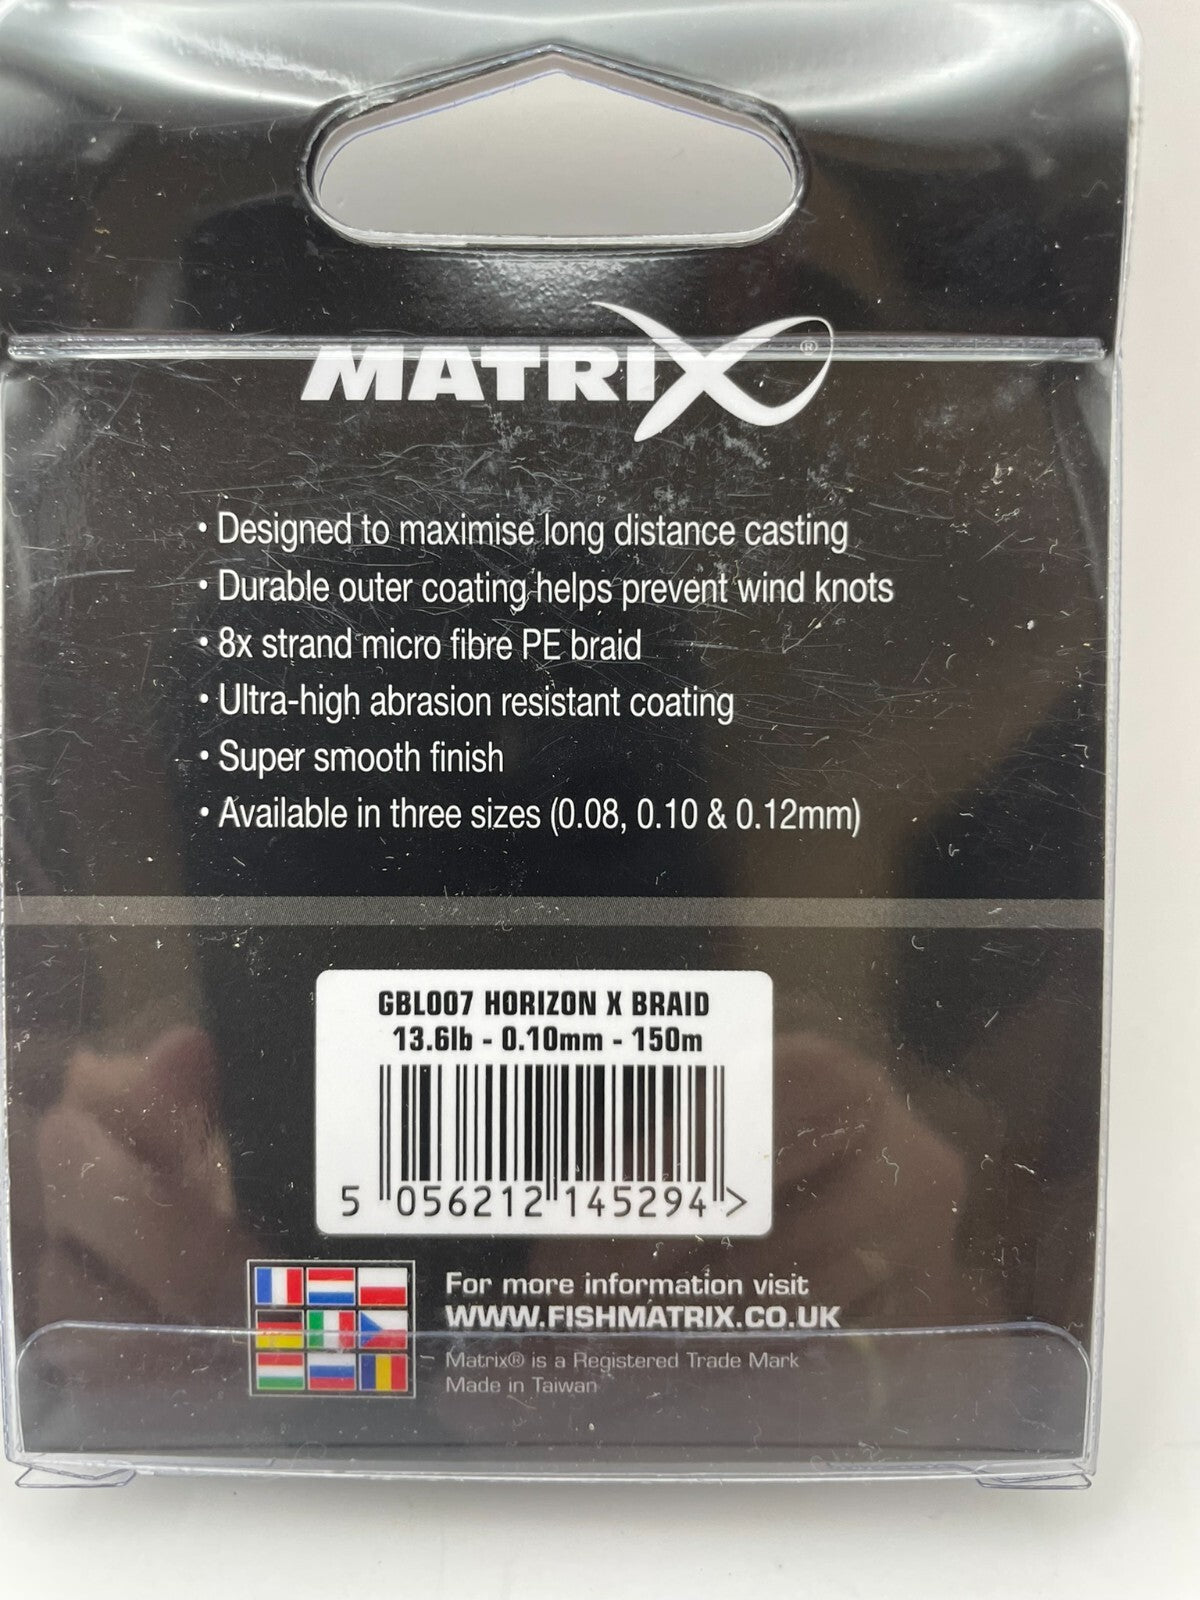 MATRIX®
• Designed to maximise long distance casting
• Durable outer coating helps prevent wind knots
• 8x strand micro fibre PE braid
• Ultra-high abrasion resistant coating
• Super smooth finish
• Available in three sizes (0.08, 0.10 & 0.12mm)
GBL007 HORIZON X BRAID
13.6lb - 0.10mm - 150m
5 056212 145294 >
For more information visit
WWW.FISHMATRIX.CO.UK
Matrix® is a Registered Trade Mark
Made in Taiwan